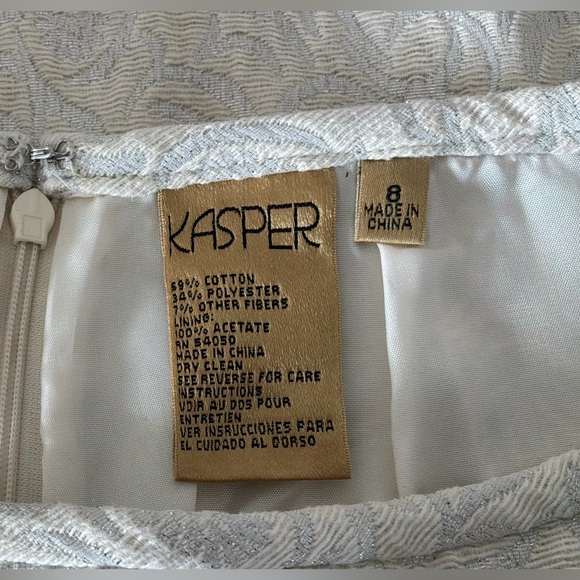 KASPER
59% COTTON
34% POLYESTER
7% OTHER FIBERS
LINING:
100% ACETATE
RN 54050
MADE IN CHINA
DRY CLEAN
SEE REVERSE FOR CARE
INSTRUCTIONS
VOIR AU DOS POUR
ENTRETIEN
VER INSRUCCIONES PARA
EL CUIDADO AL DORSO
8
MADE IN
CHINA